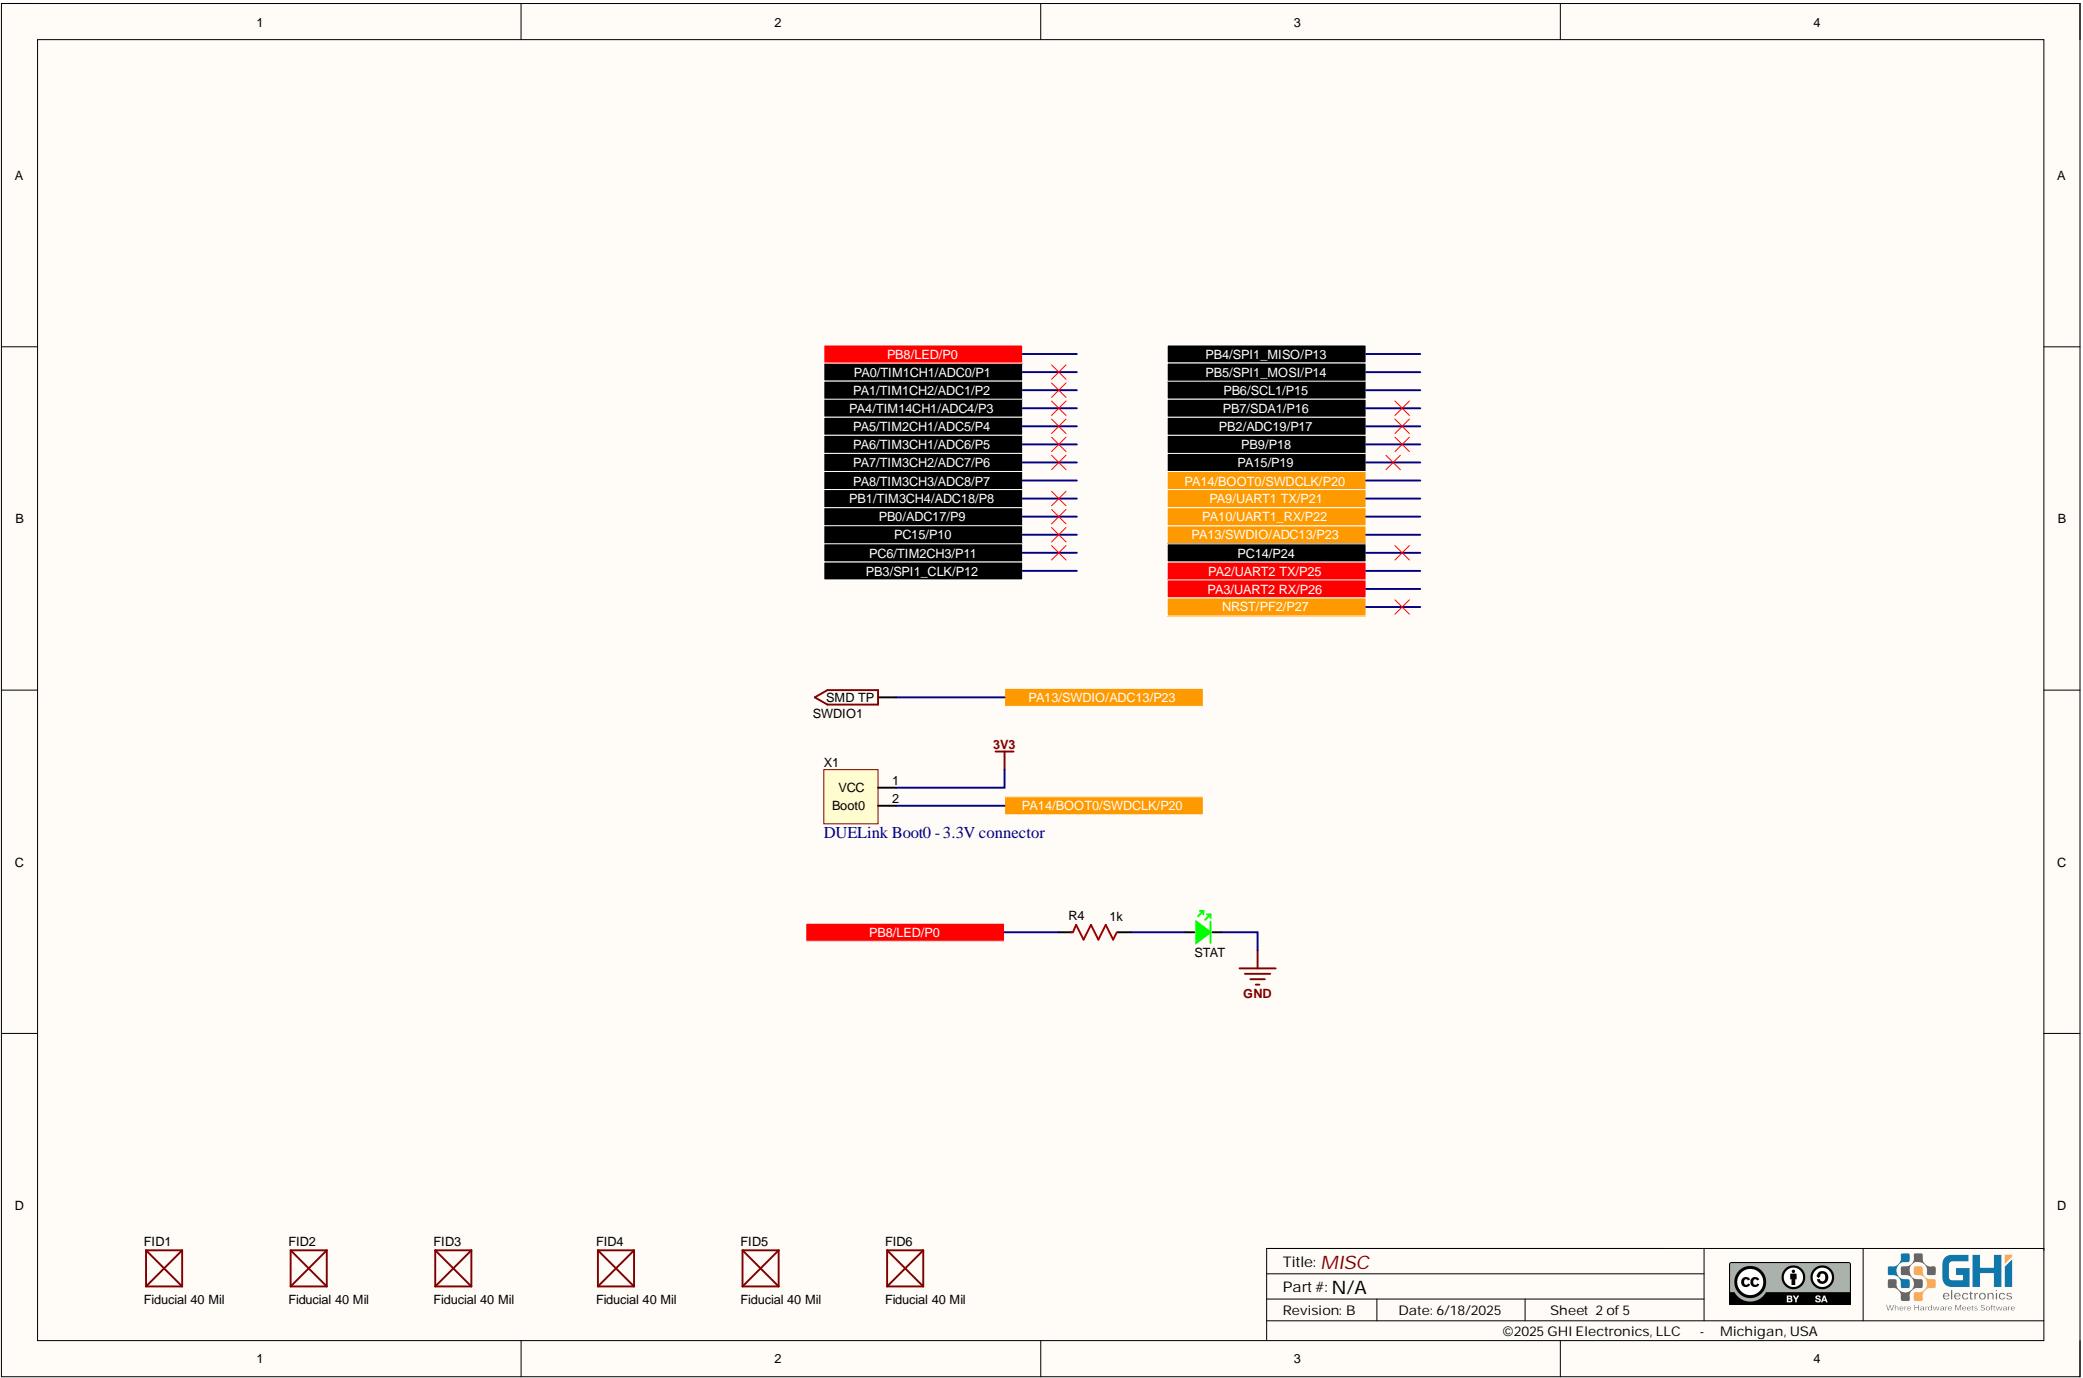 1 2 3 4
A A
PB8/LED/P0
PA0/TIM1CH1/ADC0/P1
PA1/TIM1CH2/ADC1/P2
PA4/TIM14CH1/ADC4/P3
PA5/TIM2CH1/ADC5/P4
PA6/TIM3CH1/ADC6/P5
PA7/TIM3CH2/ADC7/P6
PA8/TIM3CH3/ADC8/P7
PB1/TIM3CH4/ADC18/P8
PB0/ADC17/P9
PC15/P10
PC6/TIM2CH3/P11
PB3/SPI1_CLK/P12
PB4/SPI1_MISO/P13
PB5/SPI1_MOSI/P14
PB6/SCL1/P15
PB7/SDA1/P16
PB2/ADC19/P17
PB9/P18
PA15/P19
PA14/BOOT0/SWDCLK/P20
PA9/UART1 TX/P21
PA10/UART1_RX/P22
PA13/SWDIO/ADC13/P23
PC14/P24
PA2/UART2 TX/P25
PA3/UART2 RX/P26
NRST/PF2/P27
B B
SMD TP PA13/SWDIO/ADC13/P23
SWDIO1
3V3
X1
VCC 1
Boot0 2 PA14/BOOT0/SWDCLK/P20
DUELink Boot0 - 3.3V connector
C C
R4 1k
PB8/LED/P0
STAT
GND
D D
FID1 FID2 FID3 FID4 FID5 FID6
Fiducial 40 Mil Fiducial 40 Mil Fiducial 40 Mil Fiducial 40 Mil Fiducial 40 Mil Fiducial 40 Mil
Title: MISC
Part #: N/A
Revision: B Date: 6/18/2025 Sheet 2 of 5
cc BY SA
GHI
electronics
Where Hardware Meets Software
©2025 GHI Electronics, LLC - Michigan, USA
1 2 3 4